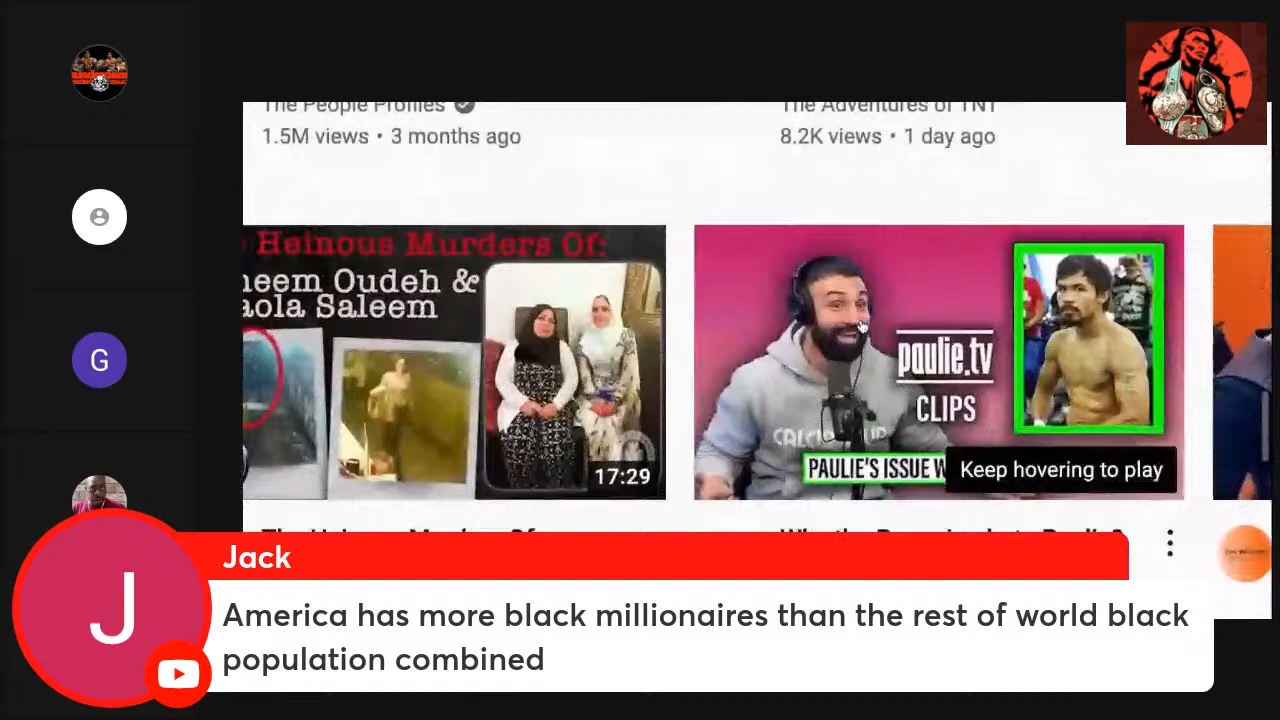 The People Profiles
The Adventures of TNT
1.5M views • 3 months ago
8.2K views • 1 day ago
Heinous Murders Of:
heem Oudeh &
aola Saleem
17:29
paulie.tv
CLIPS
PAULIE'S ISSUE W
Keep hovering to play
G
J
Jack
America has more black millionaires than the rest of world black
population combined